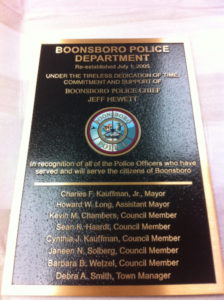 BOONSBORO POLICE
DEPARTMENT
Re-established July 1, 2005
UNDER THE TIRELESS DEDICATION OF TIME,
COMMITMENT AND SUPPORT OF
BOONSBORO POLICE CHIEF
JEFF HEWETT
BOONSBORO
In recognition of all of the Police Officers who have
served and will serve the citizens of Boonsboro
Charles F. Kauffman, Jr., Mayor
Howard W. Long, Assistant Mayor
Kevin M. Chambers, Council Member
Sean K. Haardt, Council Member
Cynthia J. Kauffman, Council Member
Janeen N. Solberg, Council Member
Barbara B. Wetzel, Council Member
Debra A. Smith, Town Manager